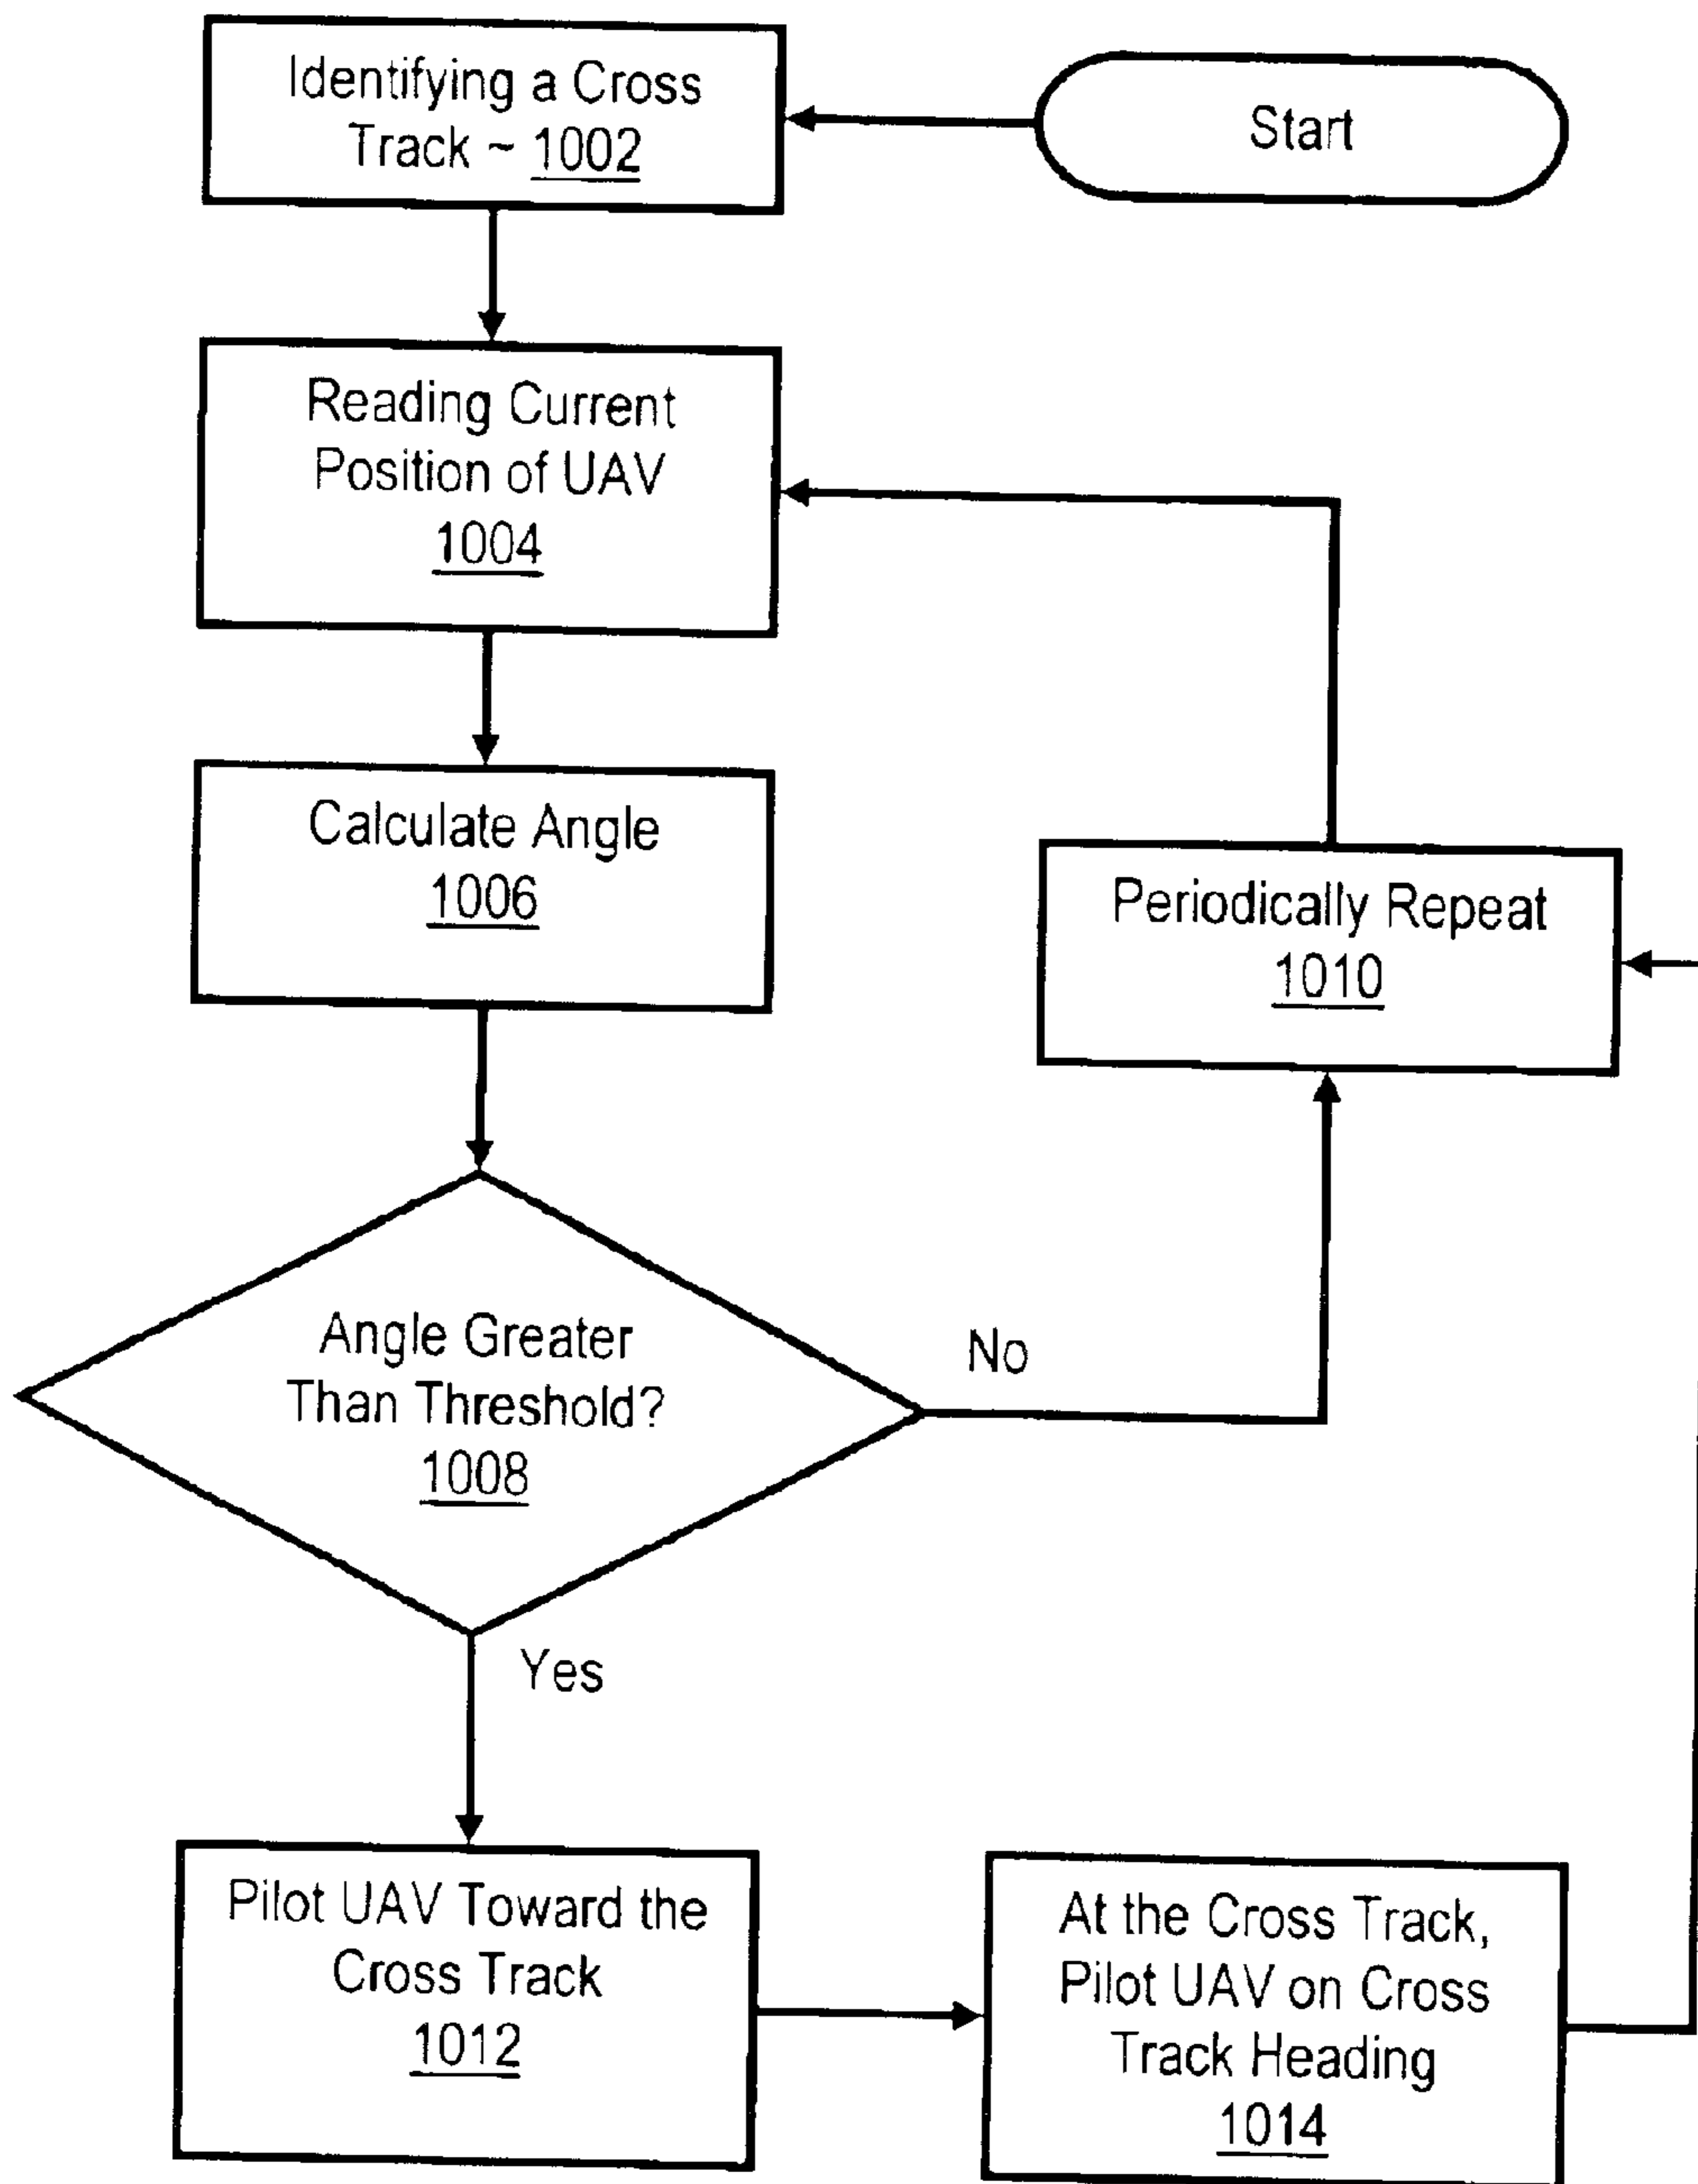 Start
Identifying a Cross
Track ~ 1002
Reading Current
Position of UAV
1004
Calculate Angle
1006
Periodically Repeat
1010
Angle Greater
Than Threshold?
1008
No
Yes
Pilot UAV Toward the
Cross Track
1012
At the Cross Track,
Pilot UAV on Cross
Track Heading
1014